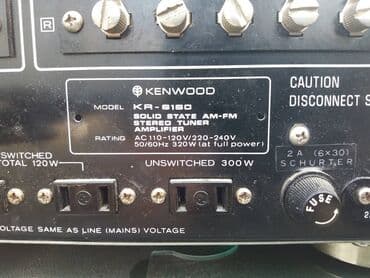 R
KENWOOD
MODEL KR-6160
SOLID STATE AM-FM
STEREO TUNER
AMPLIFIER
RATING AC 110-120V/220-240V
50/60Hz 320W (at full power)
CAUTION
DISCONNECT S
SWITCHED
TOTAL 120W
UNSWITCHED 300W
2A (6x30)
SCHURTER
FUSE
2
VOLTAGE SAME AS LINE (MAINS) VOLTAGE